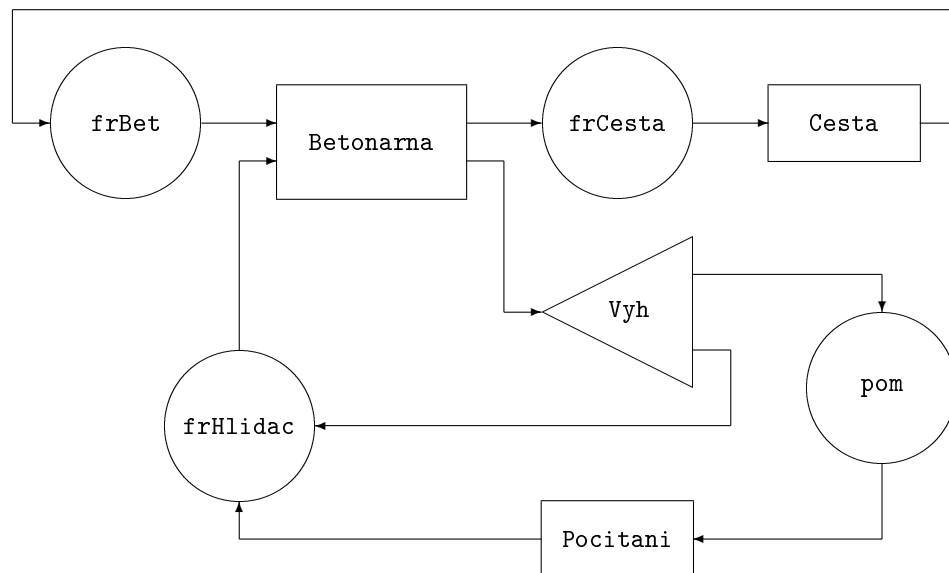 frBet
Betonarna
frCesta
Cesta
Vyh
pom
frHlidac
Pocitani